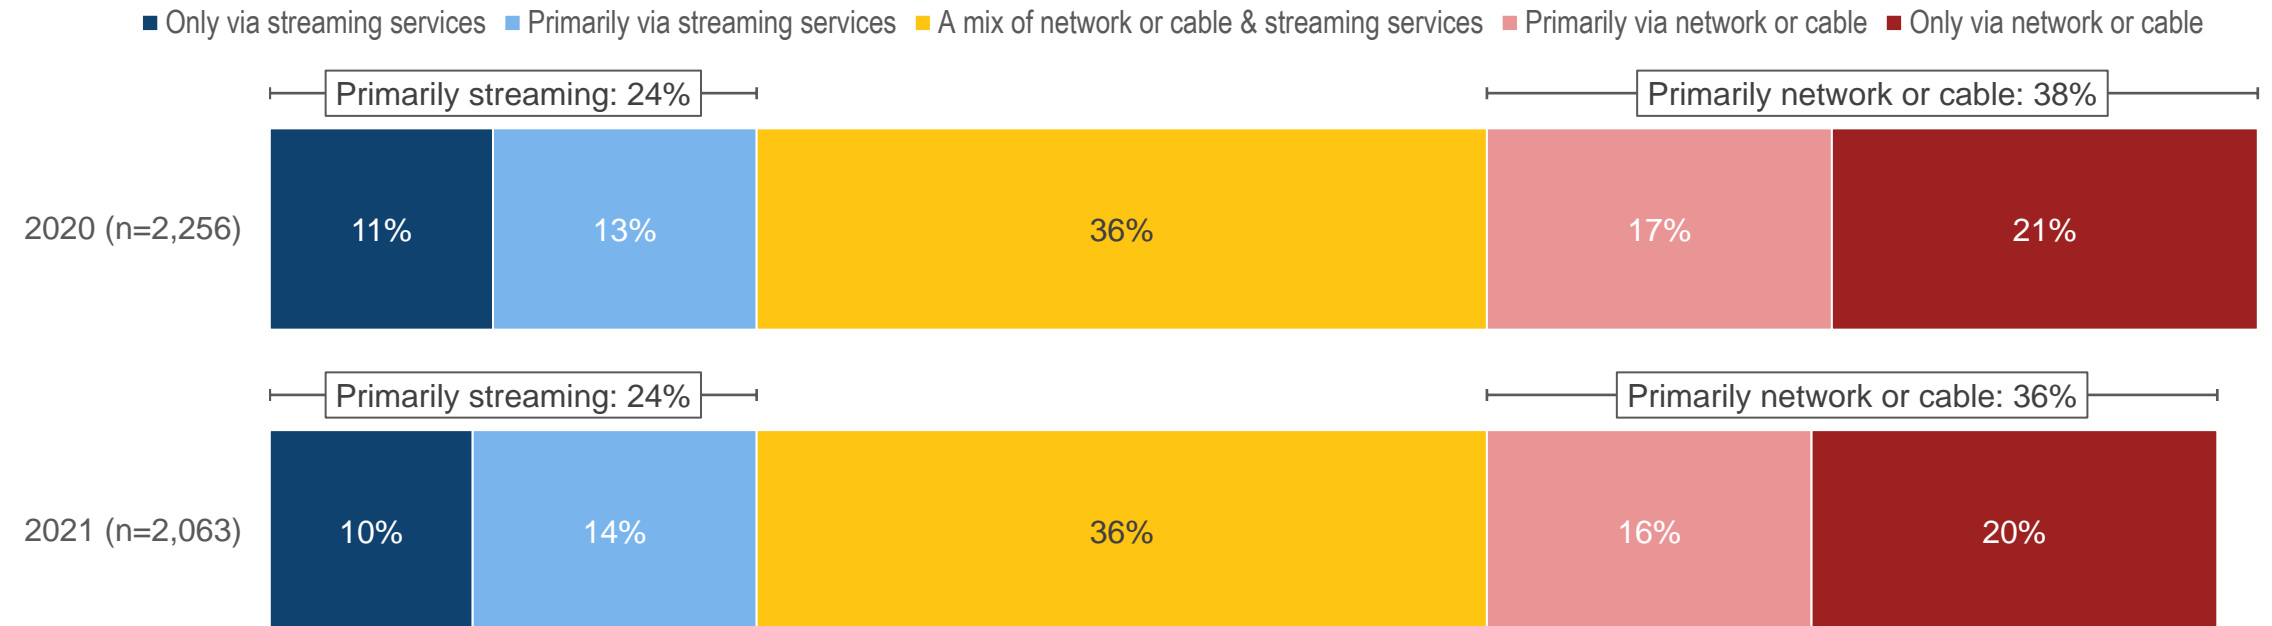 Only via streaming services Primarily via streaming services A mix of network or cable & streaming services Primarily via network or cable Only via network or cable
Primarily streaming: 24% Primarily network or cable: 38%
2020 (n=2,256) 11% 13% 36% 17% 21%
Primarily streaming: 24% Primarily network or cable: 36%
2021 (n=2,063) 10% 14% 36% 16% 20%